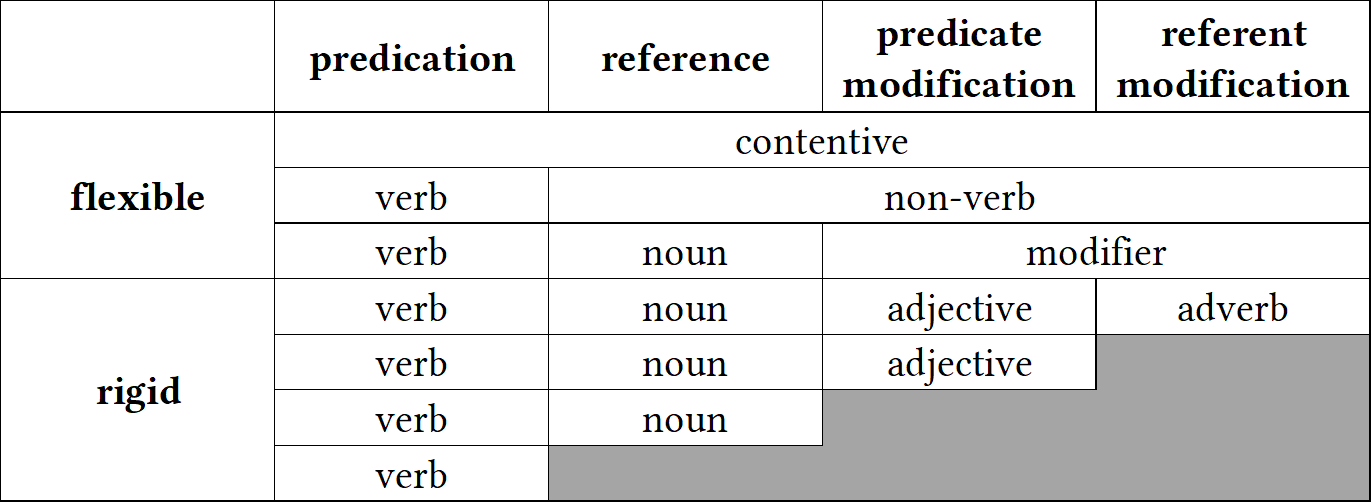 predication reference predicate modification referent modification
contentive
flexible verb non-verb
verb noun modifier
verb noun adjective adverb
verb noun adjective
rigid
verb noun
verb